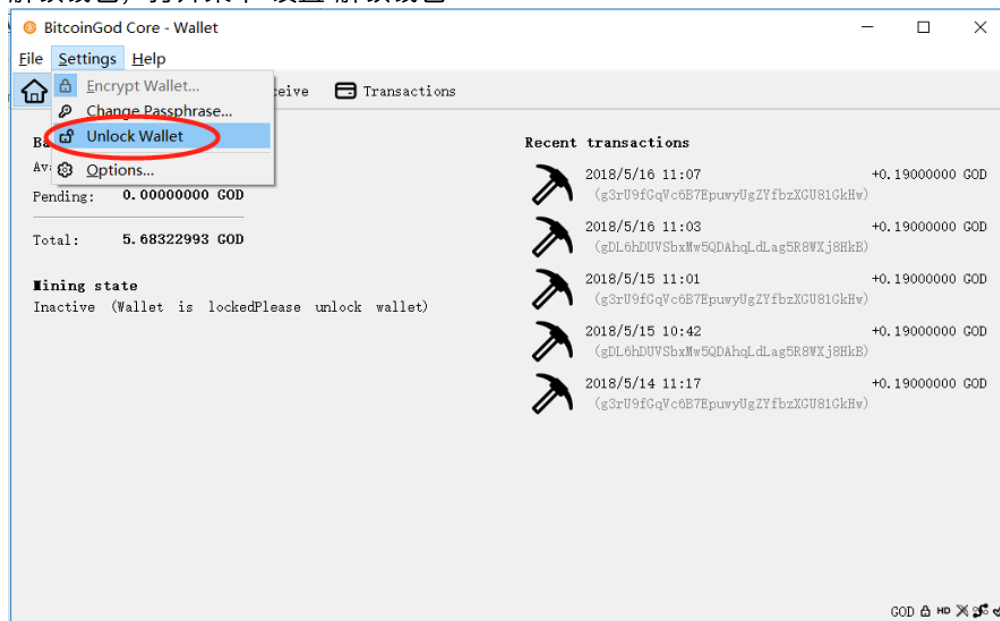 BitcoinGod Core - Wallet
File Settings Help
Encrypt Wallet...
Change Passphrase...
Unlock Wallet
Options...
Transactions
Pending: 0.00000000 GOD
Total: 5.68322993 GOD
Mining state
Inactive (Wallet is lockedPlease unlock wallet)
Recent transactions
2018/5/16 11:07 +0.19000000 GOD
(g3rU9fGqVc6B7EpuwyUgZYfbzXGU81GkHw)
2018/5/16 11:03 +0.19000000 GOD
(gDL6hDUVSbxMw5QDAhqLdLag5R8WXj8HkB)
2018/5/15 11:01 +0.19000000 GOD
(g3rU9fGqVc6B7EpuwyUgZYfbzXGU81GkHw)
2018/5/15 10:42 +0.19000000 GOD
(gDL6hDUVSbxMw5QDAhqLdLag5R8WXj8HkB)
2018/5/14 11:17 +0.19000000 GOD
(g3rU9fGqVc6B7EpuwyUgZYfbzXGU81GkHw)
GOD HD